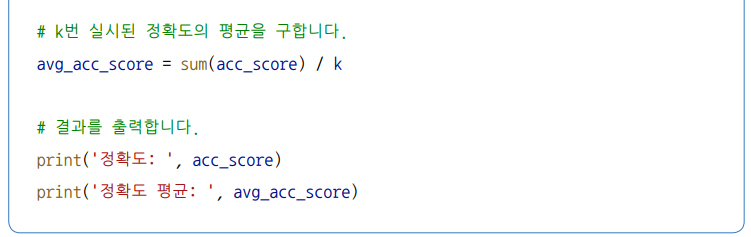 # k번 실시된 정확도의 평균을 구합니다.
avg_acc_score = sum(acc_score) / k
# 결과를 출력합니다.
print('정확도: ', acc_score)
print('정확도 평균: ', avg_acc_score)